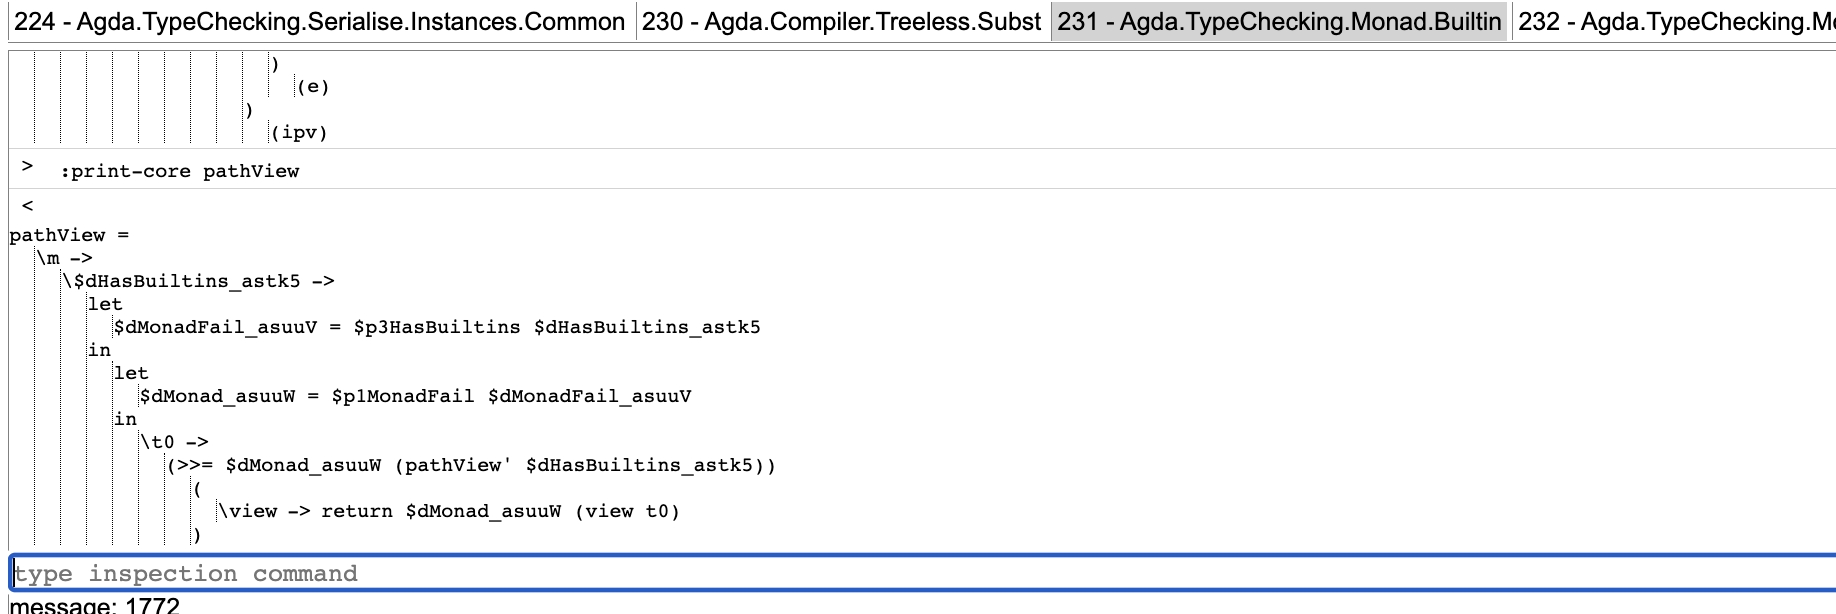 224 - Agda.TypeChecking.Serialise.Instances.Common 230 - Agda.Compiler.Treeless.Subst 231 - Agda.TypeChecking.Monad.Builtin 232 - Agda.TypeChecking.M
)
(e)
)
(ipv)
> :print-core pathView
<
pathView =
\m ->
\$dHasBuiltins_astk5 ->
let
$dMonadFail_asuuV = $p3HasBuiltins $dHasBuiltins_astk5
in
let
$dMonad_asuuW = $p1MonadFail $dMonadFail_asuuV
in
\t0 ->
(>>= $dMonad_asuuW (pathView' $dHasBuiltins_astk5))
(
\view -> return $dMonad_asuuW (view t0)
)
type inspection command
message: 1772